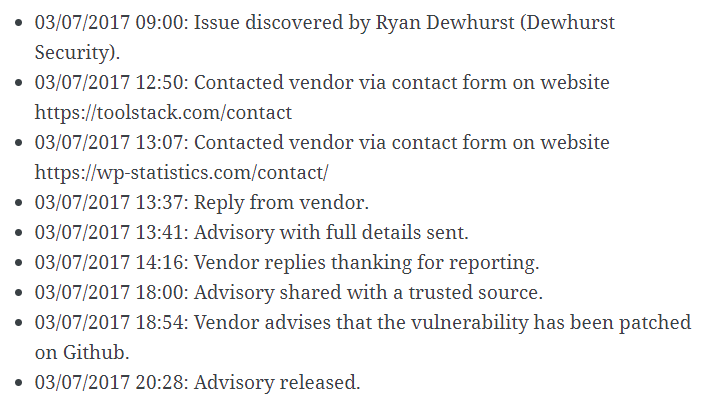 03/07/2017 09:00: Issue discovered by Ryan Dewhurst (Dewhurst
Security).
03/07/2017 12:50: Contacted vendor via contact form on website
https://toolstack.com/contact
03/07/2017 13:07: Contacted vendor via contact form on website
https://wp-statistics.com/contact/
03/07/2017 13:37: Reply from vendor.
03/07/2017 13:41: Advisory with full details sent.
03/07/2017 14:16: Vendor replies thanking for reporting.
03/07/2017 18:00: Advisory shared with a trusted source.
03/07/2017 18:54: Vendor advises that the vulnerability has been patched
on Github.
03/07/2017 20:28: Advisory released.